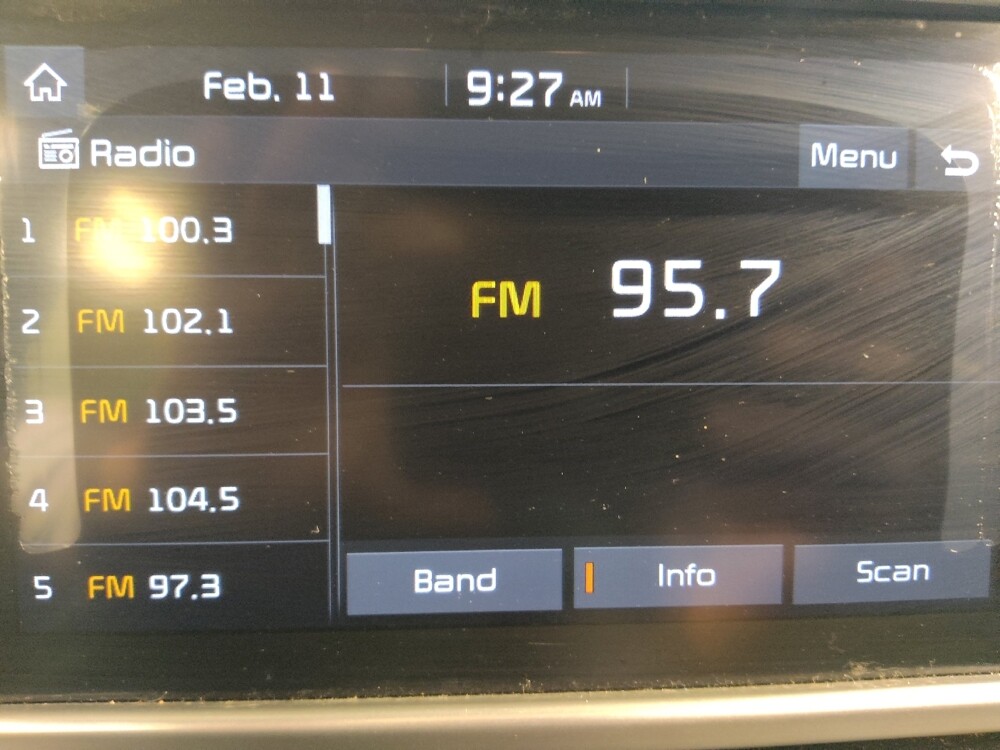 Feb. 11 9:27 AM
Radio Menu
1 FM 100.3
2 FM 102.1
3 FM 103.5
4 FM 104.5
5 FM 97.3
FM 95.7
Band Info Scan